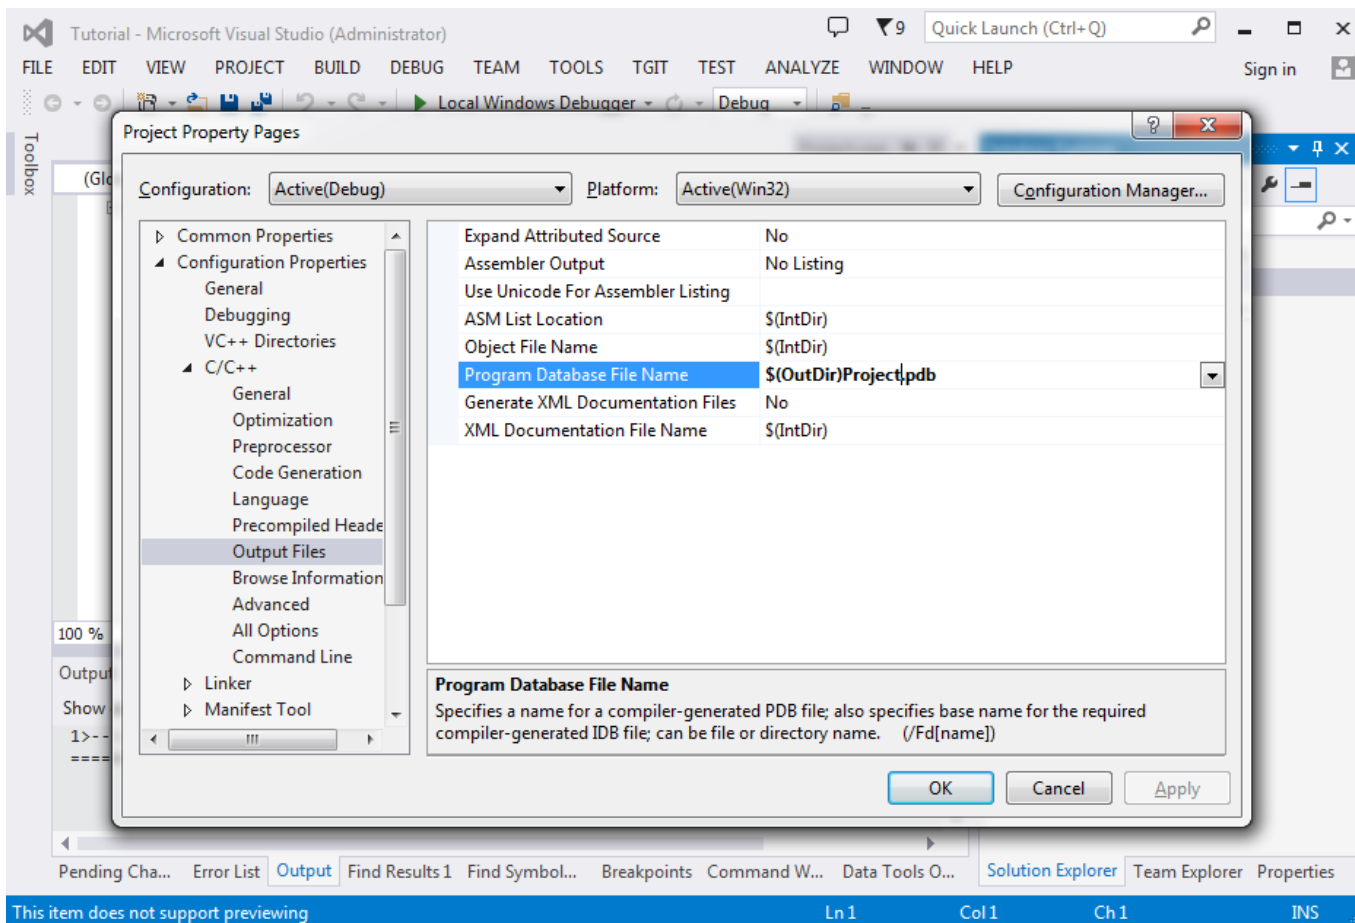 Tutorial - Microsoft Visual Studio (Administrator)
9
Quick Launch (Ctrl+Q)
FILE EDIT VIEW PROJECT BUILD DEBUG TEAM TOOLS TGIT TEST ANALYZE WINDOW HELP
Sign in
Local Windows Debugger
Debug
Toolbox
Project Property Pages
(Glo
Configuration: Active(Debug)
Platform: Active(Win32)
Configuration Manager...
Common Properties
Configuration Properties
General
Debugging
VC++ Directories
C/C++
General
Optimization
Preprocessor
Code Generation
Language
Precompiled Heade
Output Files
Browse Information
Advanced
All Options
Command Line
Linker
Manifest Tool
Expand Attributed Source No
Assembler Output No Listing
Use Unicode For Assembler Listing
ASM List Location $(IntDir)
Object File Name $(IntDir)
Program Database File Name $(OutDir)Project.pdb
Generate XML Documentation Files No
XML Documentation File Name $(IntDir)
Program Database File Name
Specifies a name for a compiler-generated PDB file; also specifies base name for the required
compiler-generated IDB file; can be file or directory name. (/Fd[name])
OK Cancel Apply
100 %
Output
Show
1>--
====
Pending Cha... Error List Output Find Results 1 Find Symbol... Breakpoints Command W... Data Tools O...
Solution Explorer Team Explorer Properties
This item does not support previewing
Ln 1 Col 1 Ch 1 INS